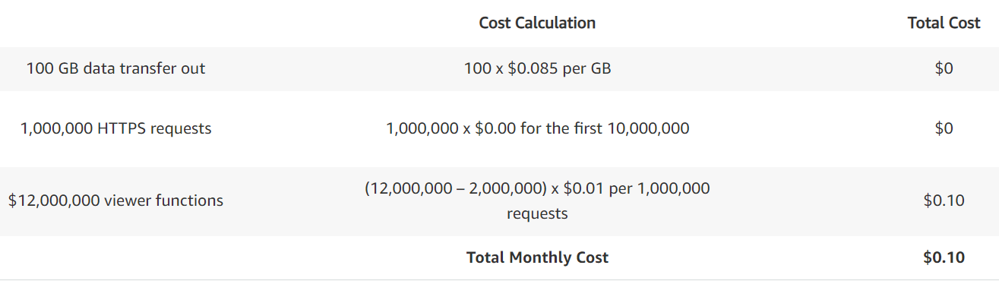 Cost Calculation Total Cost
100 GB data transfer out 100 x $0.085 per GB $0
1,000,000 HTTPS requests 1,000,000 x $0.00 for the first 10,000,000 $0
$12,000,000 viewer functions (12,000,000 – 2,000,000) x $0.01 per 1,000,000
requests $0.10
Total Monthly Cost $0.10